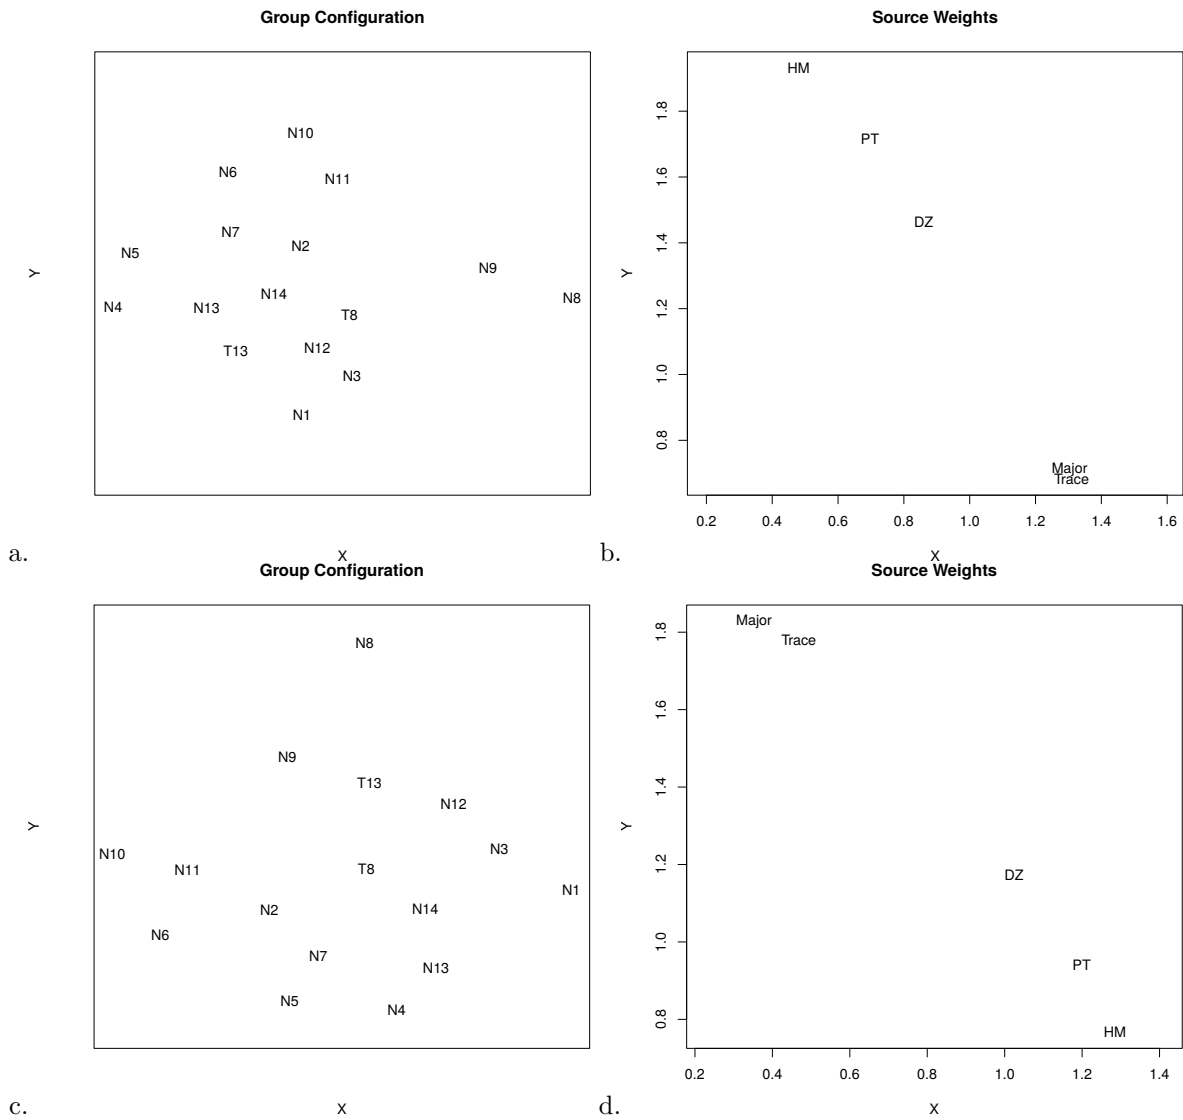 Group Configuration
N10
N6
N11
N7
N2
N5
N9
N14
N8
N4
N13
T8
N12
T13
N3
N1
Y
X
a.
Source Weights
HM
PT
DZ
Major
Trace
1.8
1.6
1.4
1.2
1.0
0.8
0.2 0.4 0.6 0.8 1.0 1.2 1.4 1.6
Y
X
b.
Group Configuration
N8
N9
T13
N12
N3
N10
N11
T8
N1
N2
N14
N6
N7
N13
N5
N4
Y
X
c.
Source Weights
Major
Trace
DZ
PT
HM
1.8
1.6
1.4
1.2
1.0
0.8
0.2 0.4 0.6 0.8 1.0 1.2 1.4
Y
X
d.